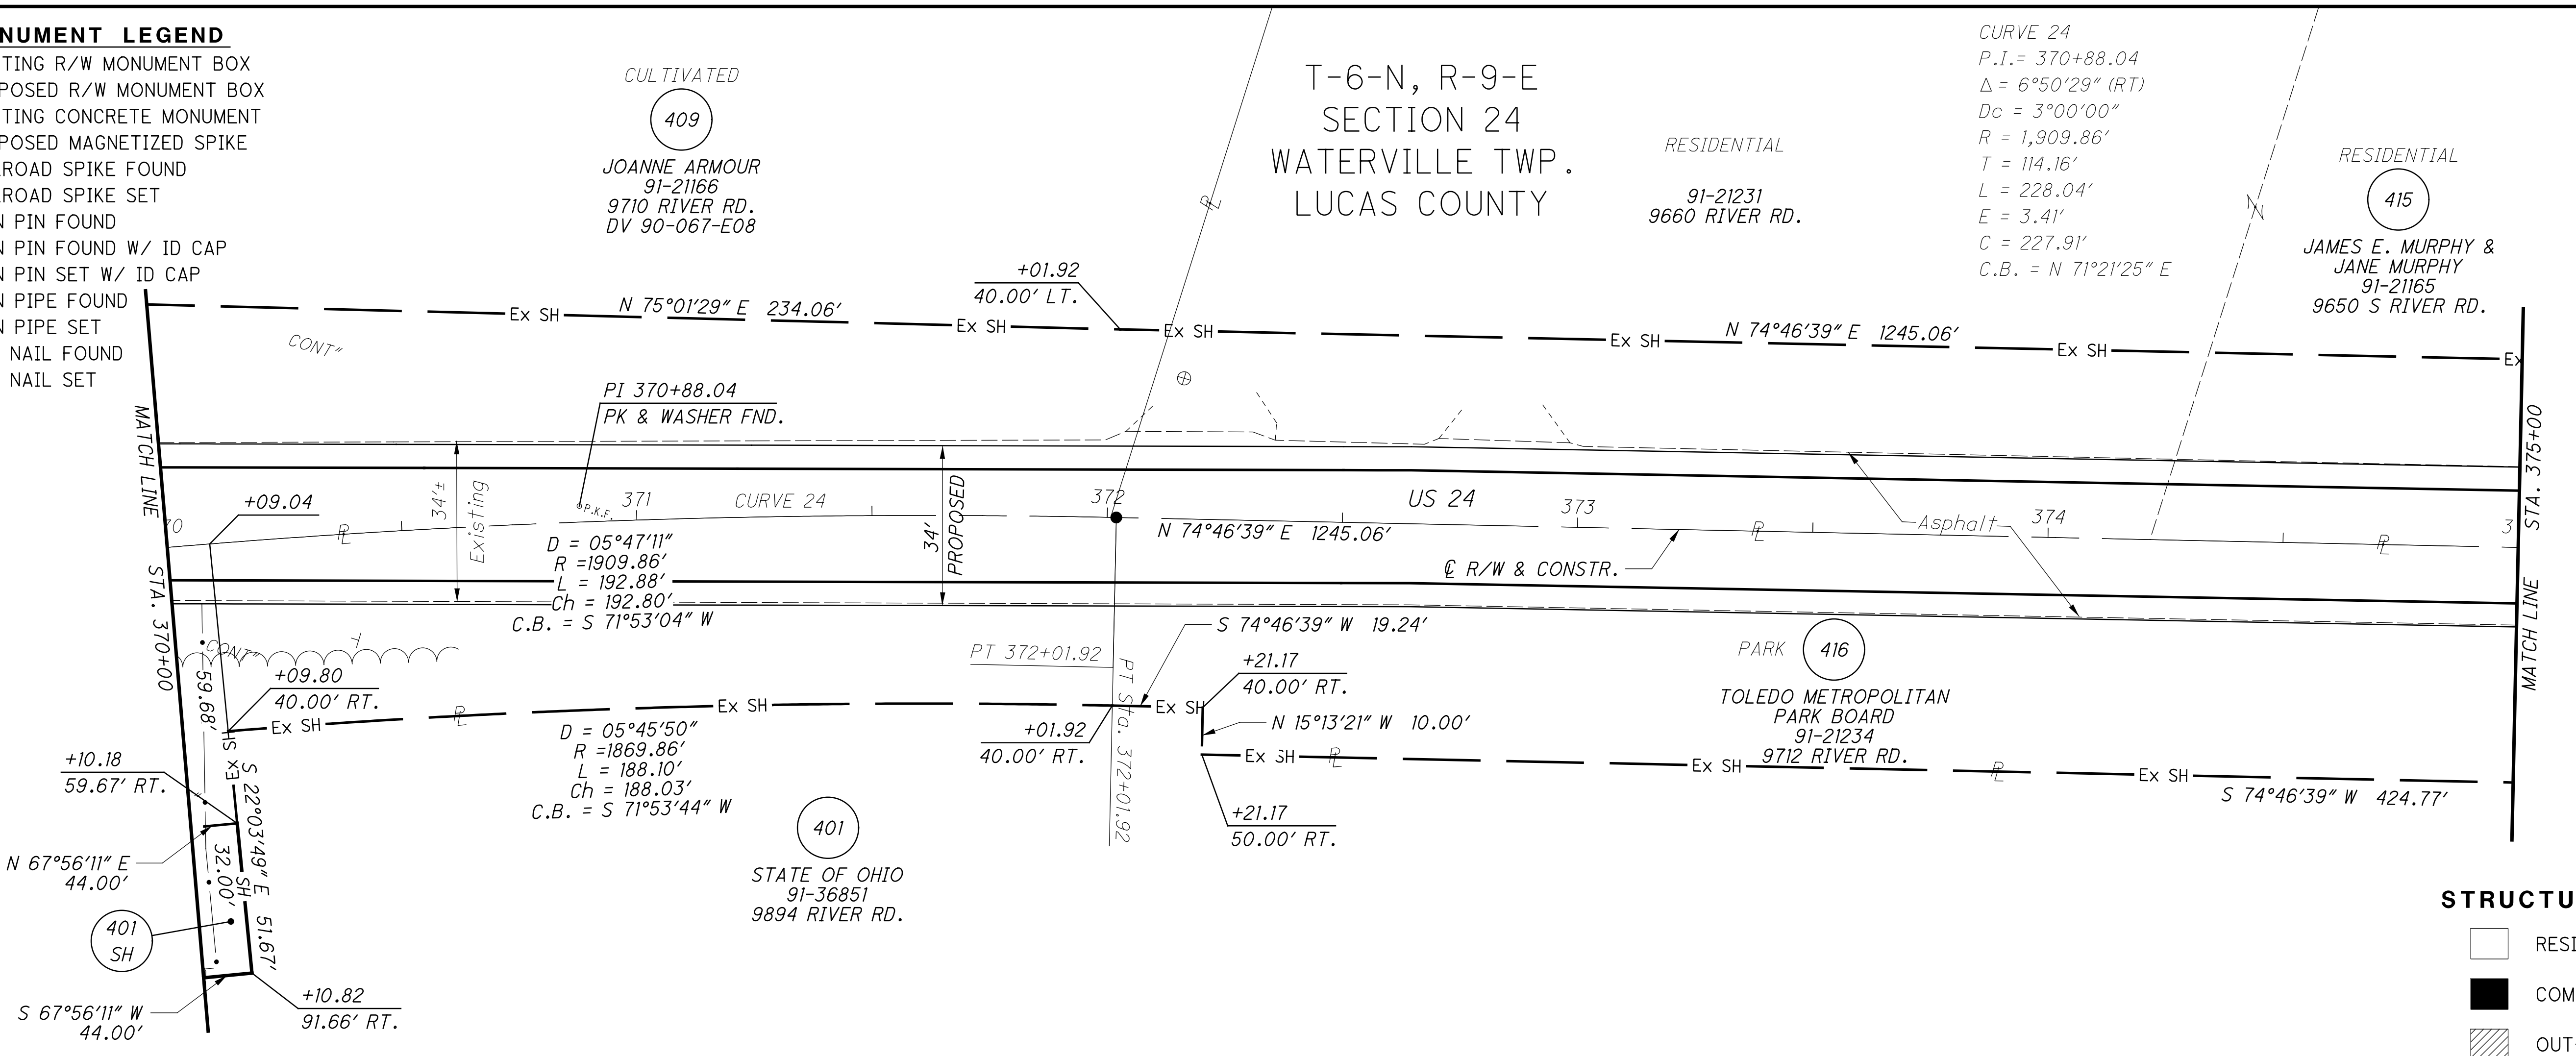 NUMENT LEGEND
TING R/W MONUMENT BOX
POSED R/W MONUMENT BOX
TING CONCRETE MONUMENT
POSED MAGNETIZED SPIKE
ROAD SPIKE FOUND
ROAD SPIKE SET
N PIN FOUND
N PIN FOUND W/ ID CAP
N PIN SET W/ ID CAP
N PIPE FOUND
N PIPE SET
NAIL FOUND
NAIL SET
CULTIVATED
409
JOANNE ARMOUR
91-21166
9710 RIVER RD.
DV 90-067-E08
T-6-N, R-9-E
SECTION 24
WATERVILLE TWP.
LUCAS COUNTY
RESIDENTIAL
91-21231
9660 RIVER RD.
CURVE 24
P.I.= 370+88.04
Δ = 6°50'29" (RT)
Dc = 3°00'00"
R = 1,909.86'
T = 114.16'
L = 228.04'
E = 3.41'
C = 227.91'
C.B. = N 71°21'25" E
RESIDENTIAL
415
JAMES E. MURPHY &
JANE MURPHY
91-21165
9650 S RIVER RD.
+01.92
40.00' LT.
Ex SH
N 75°01'29" E 234.06'
Ex SH
Ex SH
Ex SH
N 74°46'39" E 1245.06'
Ex SH
Ex
CONT"
PI 370+88.04
PK & WASHER FND.
MATCH LINE STA. 370+00
MATCH LINE STA. 375+00
+09.04
70
34'±
Existing
P.K.F.
371
CURVE 24
34'
PROPOSED
372
US 24
373
374
3
Asphalt
N 74°46'39" E 1245.06'
℄ R/W & CONSTR.
D = 05°47'11"
R =1909.86'
L = 192.88'
Ch = 192.80'
C.B. = S 71°53'04" W
CONT"
S 74°46'39" W 19.24'
PT 372+01.92
PT Sta. 372+01.92
+21.17
40.00' RT.
PARK
416
TOLEDO METROPOLITAN
PARK BOARD
91-21234
9712 RIVER RD.
59.68'
+09.80
40.00' RT.
Ex SH
Ex SH
Ex SH
N 15°13'21" W 10.00'
+01.92
40.00' RT.
D = 05°45'50"
R =1869.86'
L = 188.10'
Ch = 188.03'
C.B. = S 71°53'44" W
Ex SH
Ex SH
Ex SH
S 74°46'39" W 424.77'
+10.18
59.67' RT.
Ex SH
S 22°03'49" E 51.67'
+21.17
50.00' RT.
401
STATE OF OHIO
91-36851
9894 RIVER RD.
N 67°56'11" E
44.00'
32.00'
SH
401
SH
S 67°56'11" W
44.00'
+10.82
91.66' RT.
STRUCTU
RESI
COM
OUT